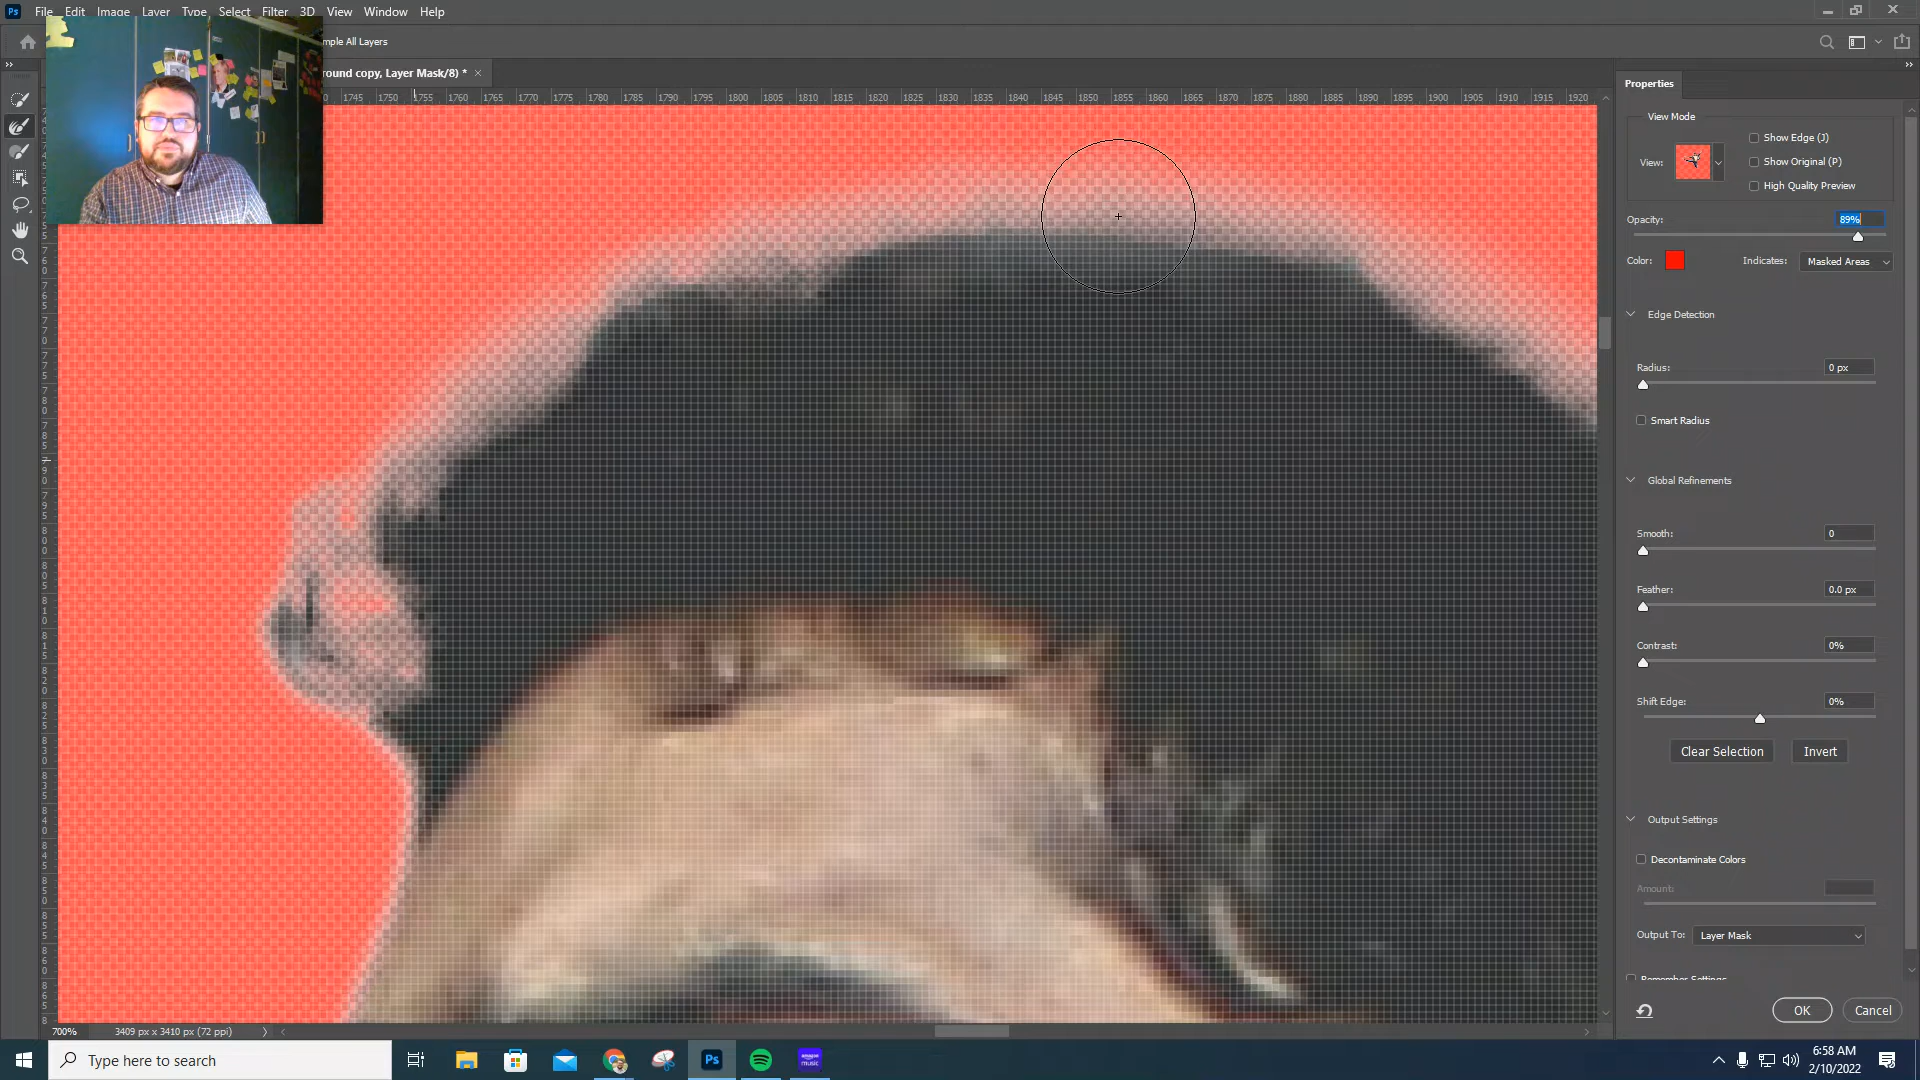 Ps File Edit Image Layer Type Select Filter 3D View Window Help
mple All Layers
round copy, Layer Mask/8) * ×
1745 1750 1755 1760 1765 1770 1775 1780 1785 1790 1795 1800 1805 1810 1815 1820 1825 1830 1835 1840 1845 1850 1855 1860 1865 1870 1875 1880 1885 1890 1895 1900 1905 1910 1915 1920
Properties
View Mode
Show Edge (J)
View:
Show Original (P)
High Quality Preview
Opacity: 89%
Color: Indicates: Masked Areas
Edge Detection
Radius: 0 px
Smart Radius
Global Refinements
Smooth: 0
Feather: 0.0 px
Contrast: 0%
Shift Edge: 0%
Clear Selection Invert
Output Settings
Decontaminate Colors
Amount:
Output To: Layer Mask
Remember Settings
OK Cancel
700% 3409 px x 3410 px (72 ppi)
Type here to search
Ps
amazon music
6:58 AM
2/10/2022